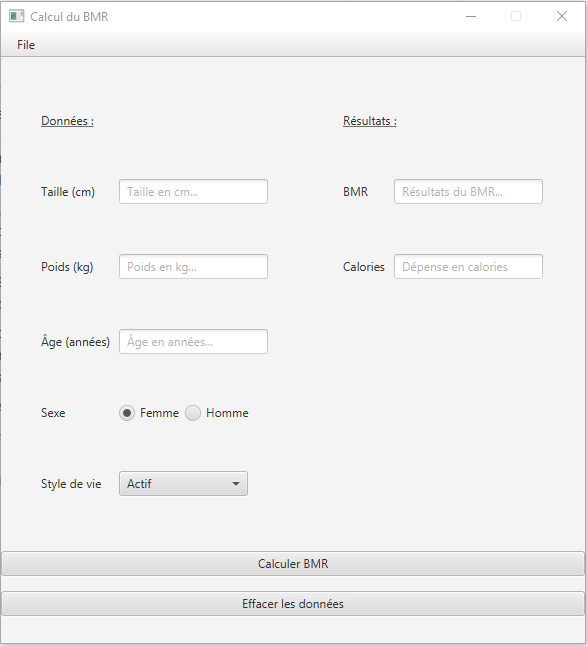 Calcul du BMR
File
Données :
Résultats :
Taille (cm) Taille en cm... BMR Résultats du BMR...
Poids (kg) Poids en kg... Calories Dépense en calories
Âge (années) Âge en années...
Sexe Femme Homme
Style de vie Actif
Calculer BMR
Effacer les données